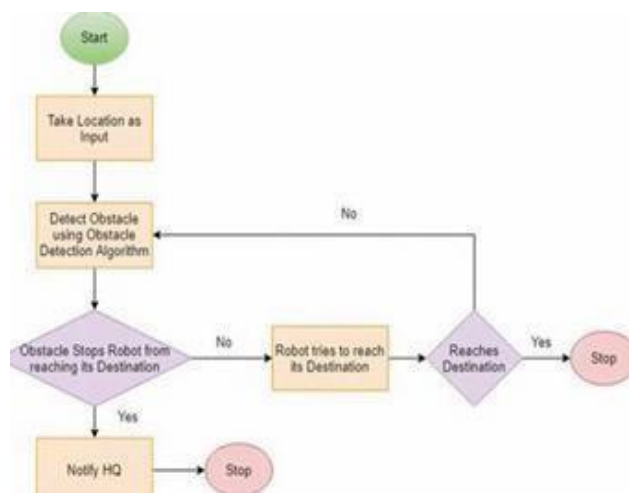 Start
Take Location as
Input
Detect Obstacle
using Obstacle
Detection Algorithm
No
Obstacle Stops Robot from
reaching its Destination
No
Robot tries to reach
its Destination
Reaches
Destination
Yes
Stop
Yes
Notify HQ
Stop